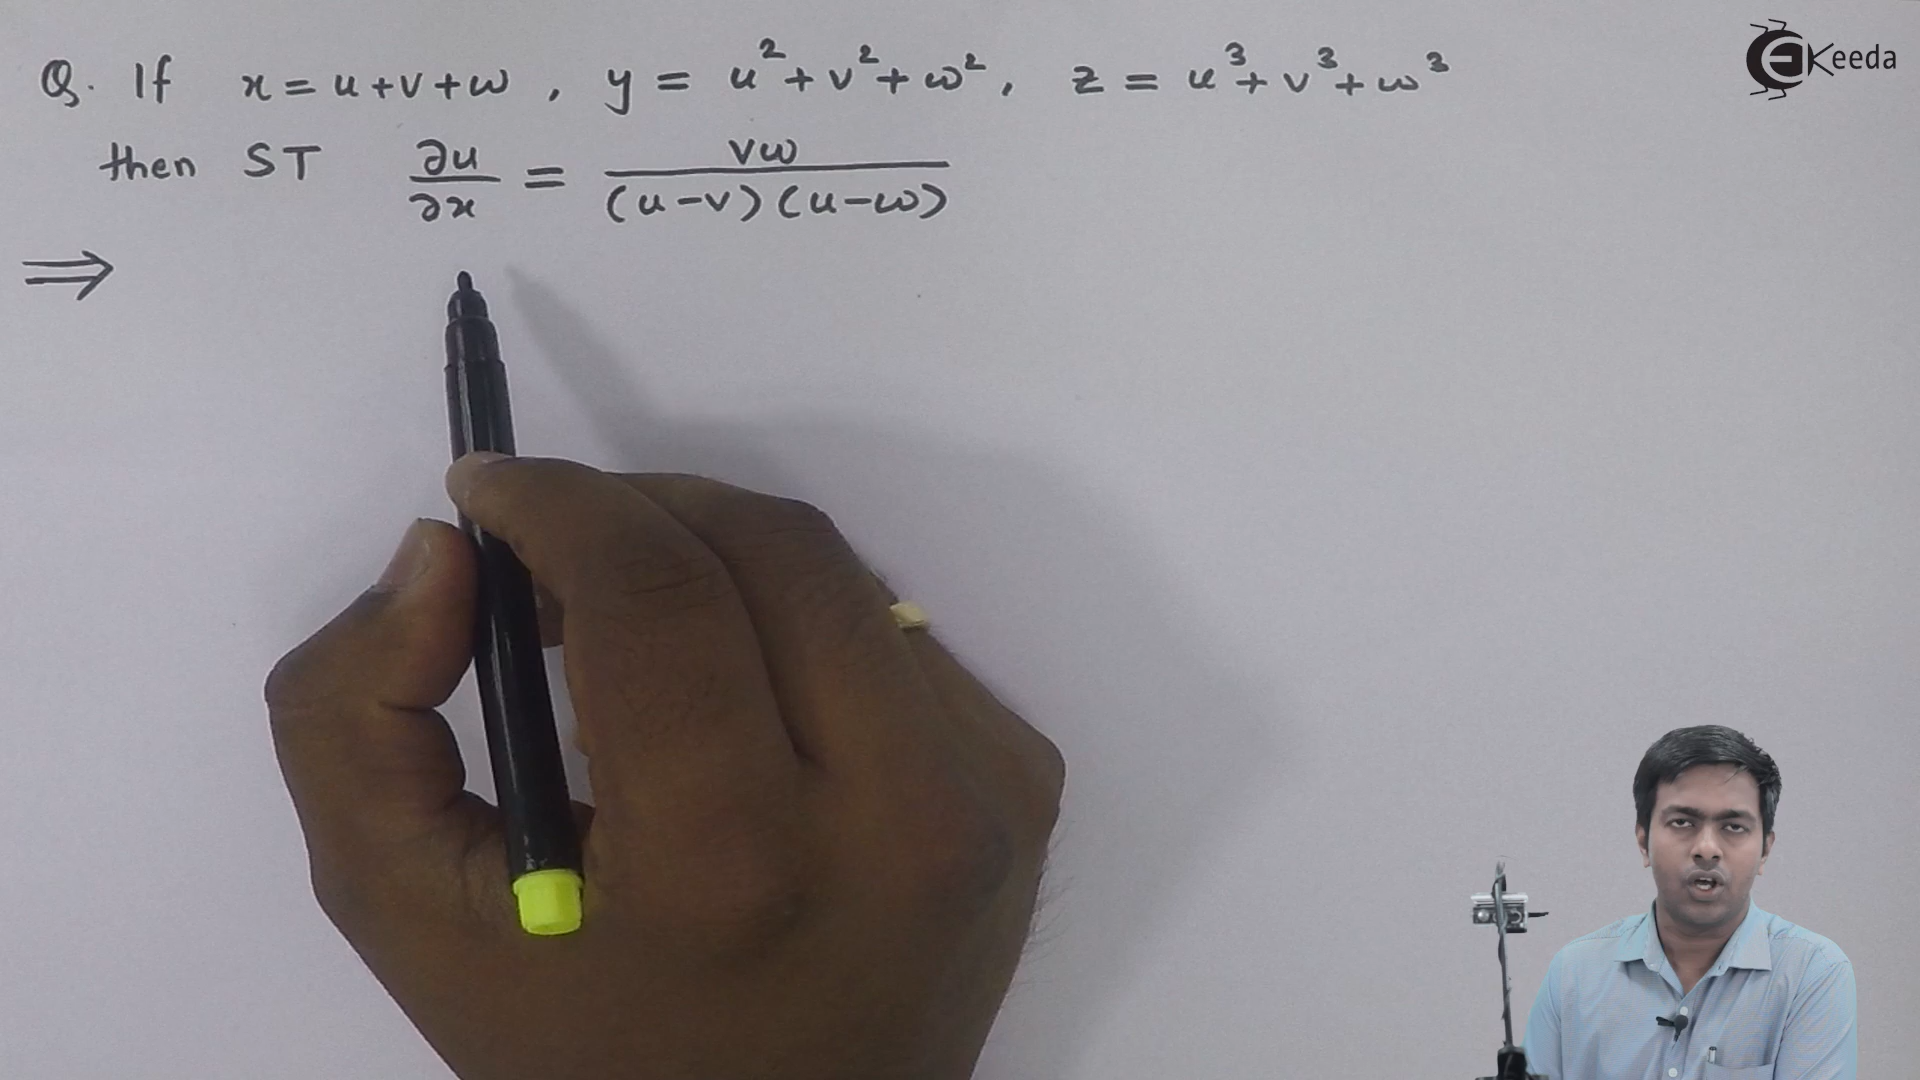 Q. If x = u+v+w , y = u²+v²+w², z = u³+v³+w³
then ST ∂u/∂x = vw/(u-v)(u-w)
⇒
Ekeeda